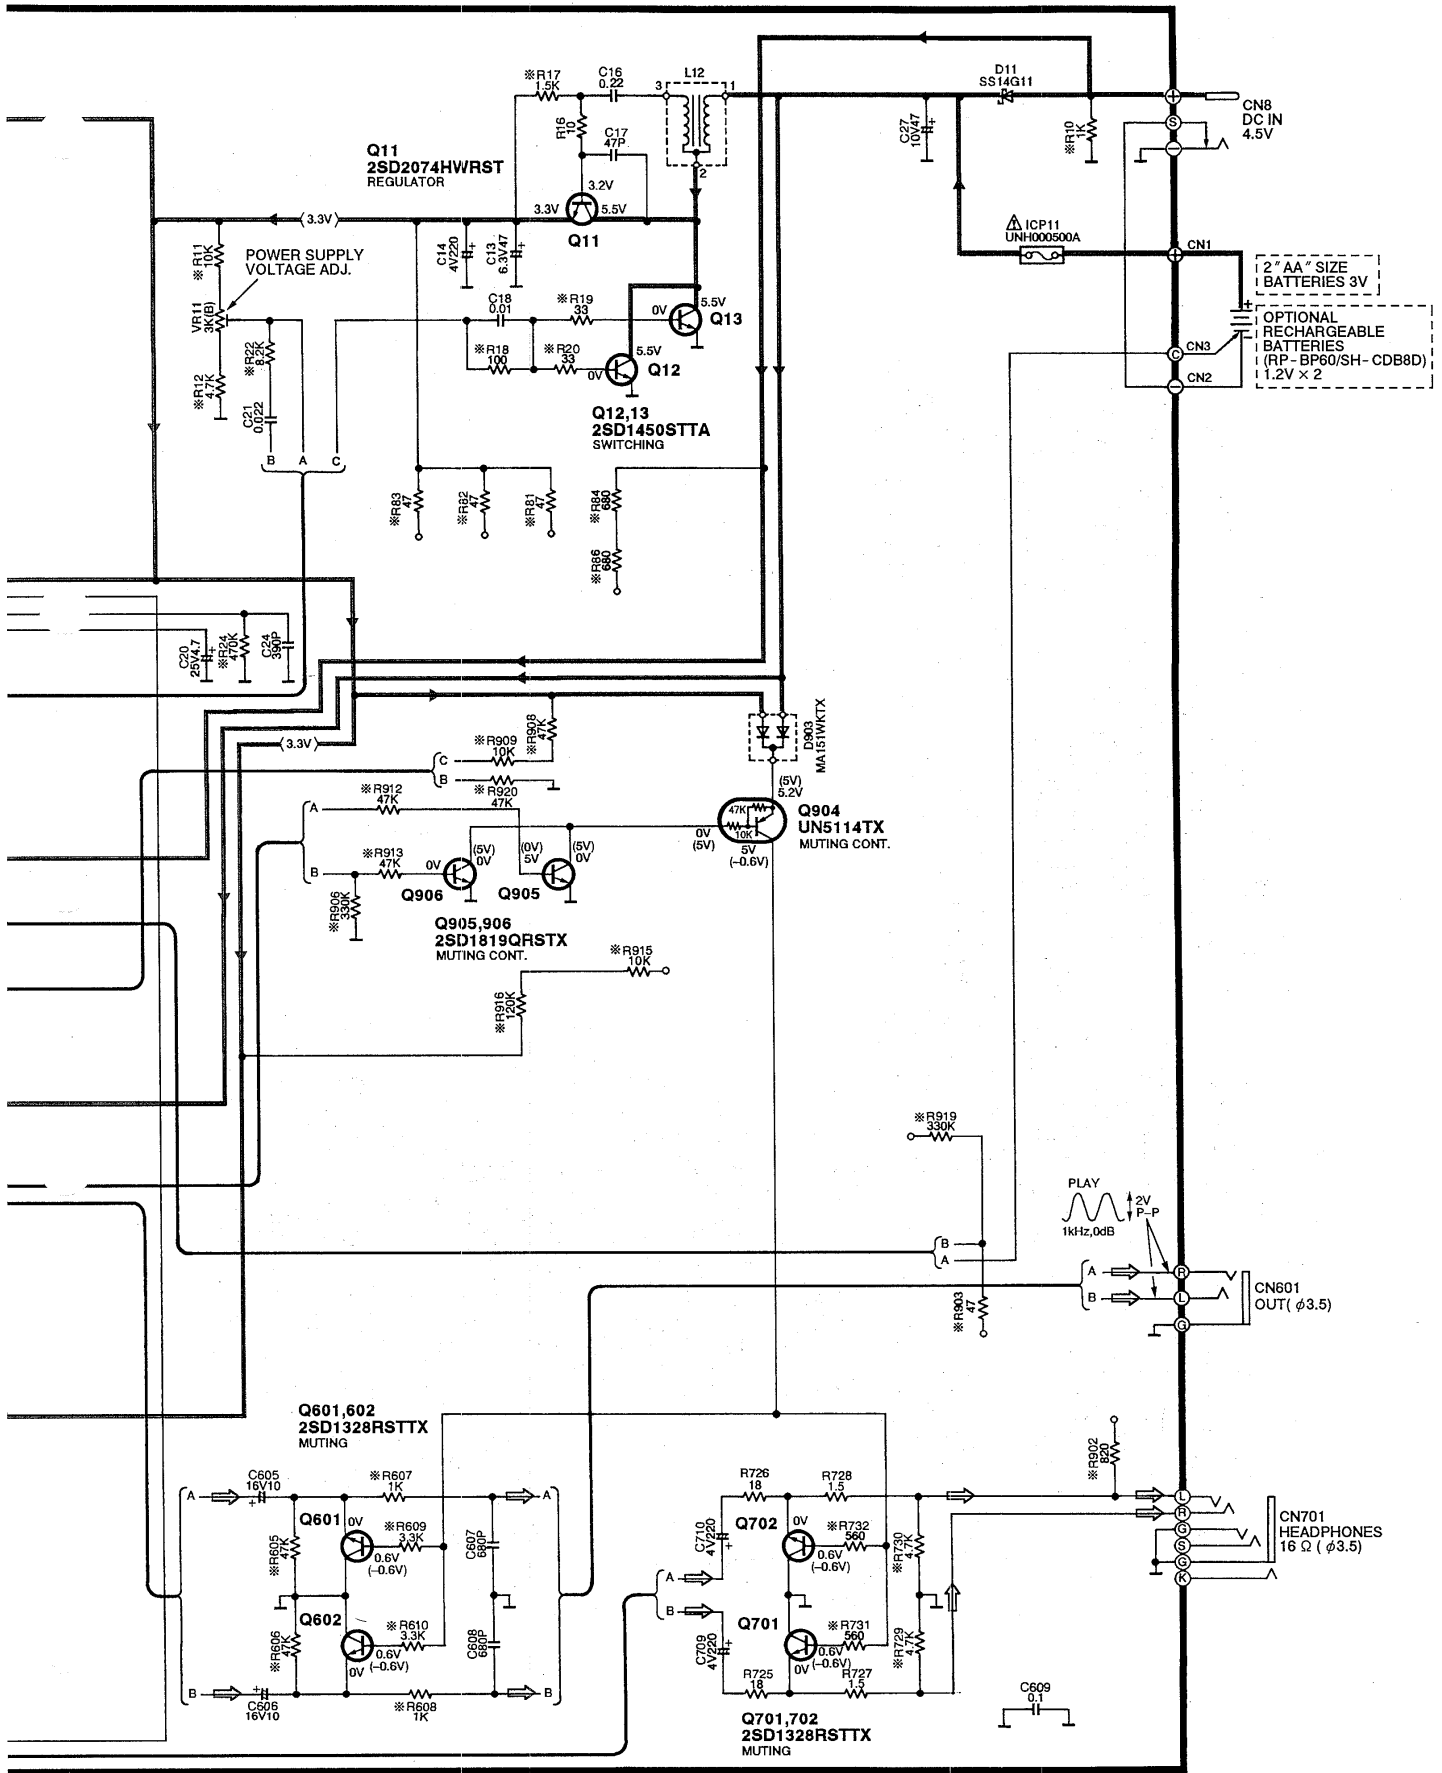 ※R17
1.5K
C16
0.22
L12
3
1
2
D11
SS14G11
CN8
DC IN
4.5V
+
S
−
R16
10
C17
47P
C27
10V47
※R10
1K
Q11
2SD2074HWRST
REGULATOR
3.2V
3.3V
5.5V
Q11
(3.3V)
⚠ICP11
UNH000500A
+
CN1
※R11
10K
POWER SUPPLY
VOLTAGE ADJ.
C14
4V220
C13
6.3V47
2″AA″SIZE
BATTERIES 3V
VR11
3K(B)
C18
0.01
※R19
33
0V
5.5V
Q13
OPTIONAL
RECHARGEABLE
BATTERIES
(RP-BP60/SH-CDB8D)
1.2V × 2
※R22
8.2K
※R18
100
※R20
33
0V
5.5V
Q12
C
CN3
−
CN2
※R12
4.7K
C21
0.022
Q12,13
2SD1450STTA
SWITCHING
B A C
※R83
47
※R82
47
※R81
47
※R84
680
※R86
680
C20
25V4.7
※R24
470K
C24
390P
(3.3V)
※R909
10K
※R908
47K
D903
MA151WKTX
C
B
※R920
47K
(5V)
5.2V
※R912
47K
A
47K
10K
Q904
UN5114TX
MUTING CONT.
0V
(5V)
5V
(−0.6V)
※R913
47K
B
0V
(5V)
0V
(0V)
5V
(5V)
0V
Q906
Q905
※R906
330K
Q905,906
2SD1819QRSTX
MUTING CONT.
※R915
10K
※R916
120K
※R919
330K
PLAY
2V
P-P
1kHz,0dB
B
A
A
B
R
L
G
CN601
OUT( φ3.5)
※R903
47
Q601,602
2SD1328RSTTX
MUTING
※R902
820
A
C605
16V10
※R607
1K
A
R726
18
R728
1.5
L
R
G
S
G
K
CN701
HEADPHONES
16 Ω ( φ3.5)
Q601
0V
※R609
3.3K
0.6V
(−0.6V)
※R605
47K
C607
680P
C710
4V220
Q702
0V
※R732
560
0.6V
(−0.6V)
※R730
4.7K
A
B
Q602
※R610
3.3K
0.6V
(−0.6V)
0V
※R606
47K
C608
680P
C709
4V220
Q701
※R731
560
0.6V
(−0.6V)
0V
※R729
4.7K
B
C606
16V10
※R608
1K
B
R725
18
R727
1.5
C609
0.1
Q701,702
2SD1328RSTTX
MUTING